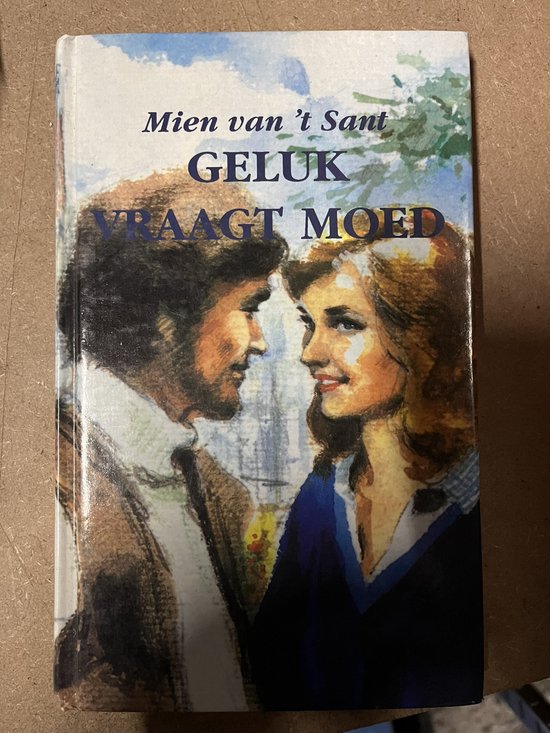 Mien van 't Sant
GELUK
VRAAGT MOED